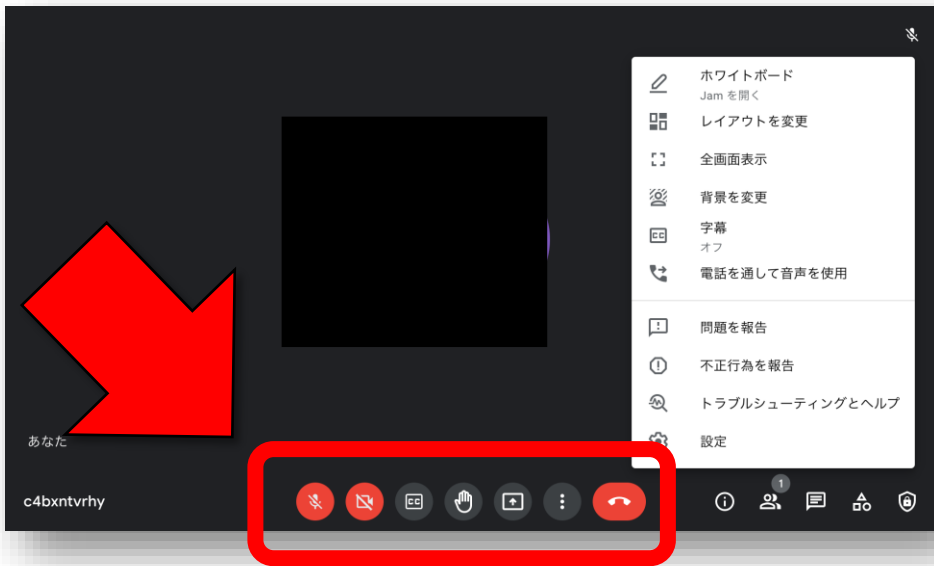 ホワイトボード
Jam を開く
レイアウトを変更
全画面表示
背景を変更
字幕
オフ
電話を通して音声を使用
問題を報告
不正行為を報告
トラブルシューティングとヘルプ
設定
あなた
c4bxntvrhy
CC
1